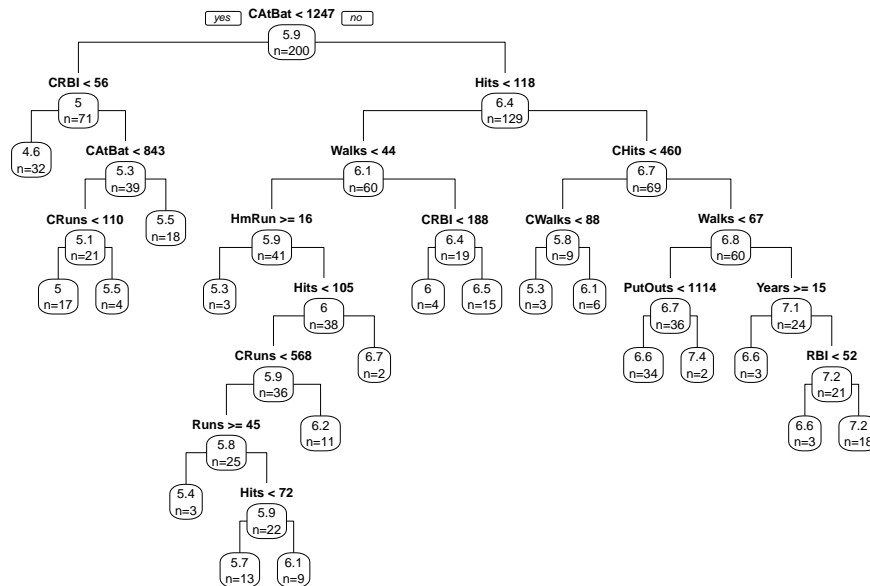 CAtBat < 1247
yes
no
5.9
n=200
CRBI < 56
Hits < 118
5
n=71
6.4
n=129
CAtBat < 843
Walks < 44
CHits < 460
4.6
n=32
5.3
n=39
6.1
n=60
6.7
n=69
CRuns < 110
HmRun >= 16
CRBI < 188
CWalks < 88
Walks < 67
5.1
n=21
5.5
n=18
5.9
n=41
6.4
n=19
5.8
n=9
6.8
n=60
Hits < 105
PutOuts < 1114
Years >= 15
5
n=17
5.5
n=4
5.3
n=3
6
n=38
6
n=4
6.5
n=15
5.3
n=3
6.1
n=6
6.7
n=36
7.1
n=24
CRuns < 568
RBI < 52
5.9
n=36
6.7
n=2
6.6
n=34
7.4
n=2
6.6
n=3
7.2
n=21
Runs >= 45
5.8
n=25
6.2
n=11
6.6
n=3
7.2
n=18
Hits < 72
5.4
n=3
5.9
n=22
5.7
n=13
6.1
n=9